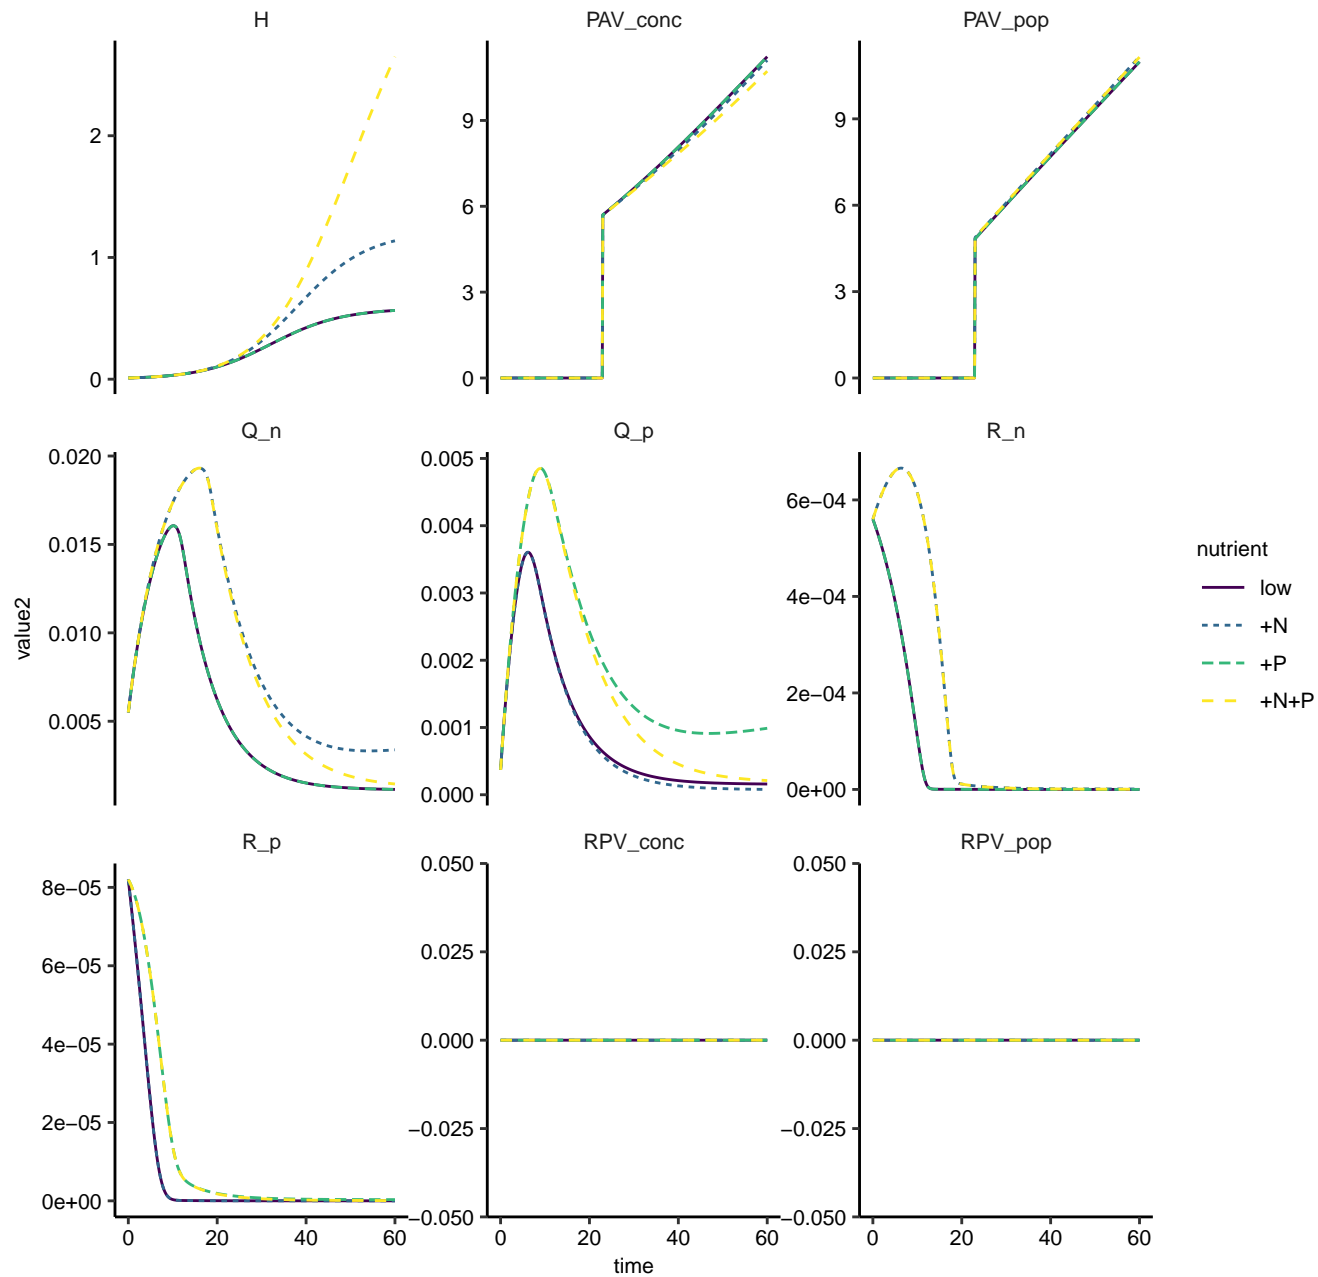 H
PAV_conc
PAV_pop
2
1
0
9
6
3
0
9
6
3
0
Q_n
Q_p
R_n
0.020
0.015
0.010
0.005
0.005
0.004
0.003
0.002
0.001
0.000
6e−04
4e−04
2e−04
0e+00
R_p
RPV_conc
RPV_pop
8e−05
6e−05
4e−05
2e−05
0e+00
0.050
0.025
0.000
−0.025
−0.050
0.050
0.025
0.000
−0.025
−0.050
0 20 40 60
0 20 40 60
0 20 40 60
time
value2
nutrient
low
+N
+P
+N+P